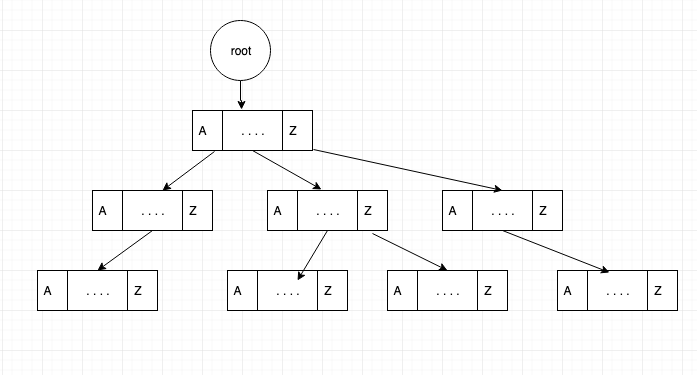 root
A .... Z
A .... Z A .... Z A .... Z
A .... Z A .... Z A .... Z A .... Z